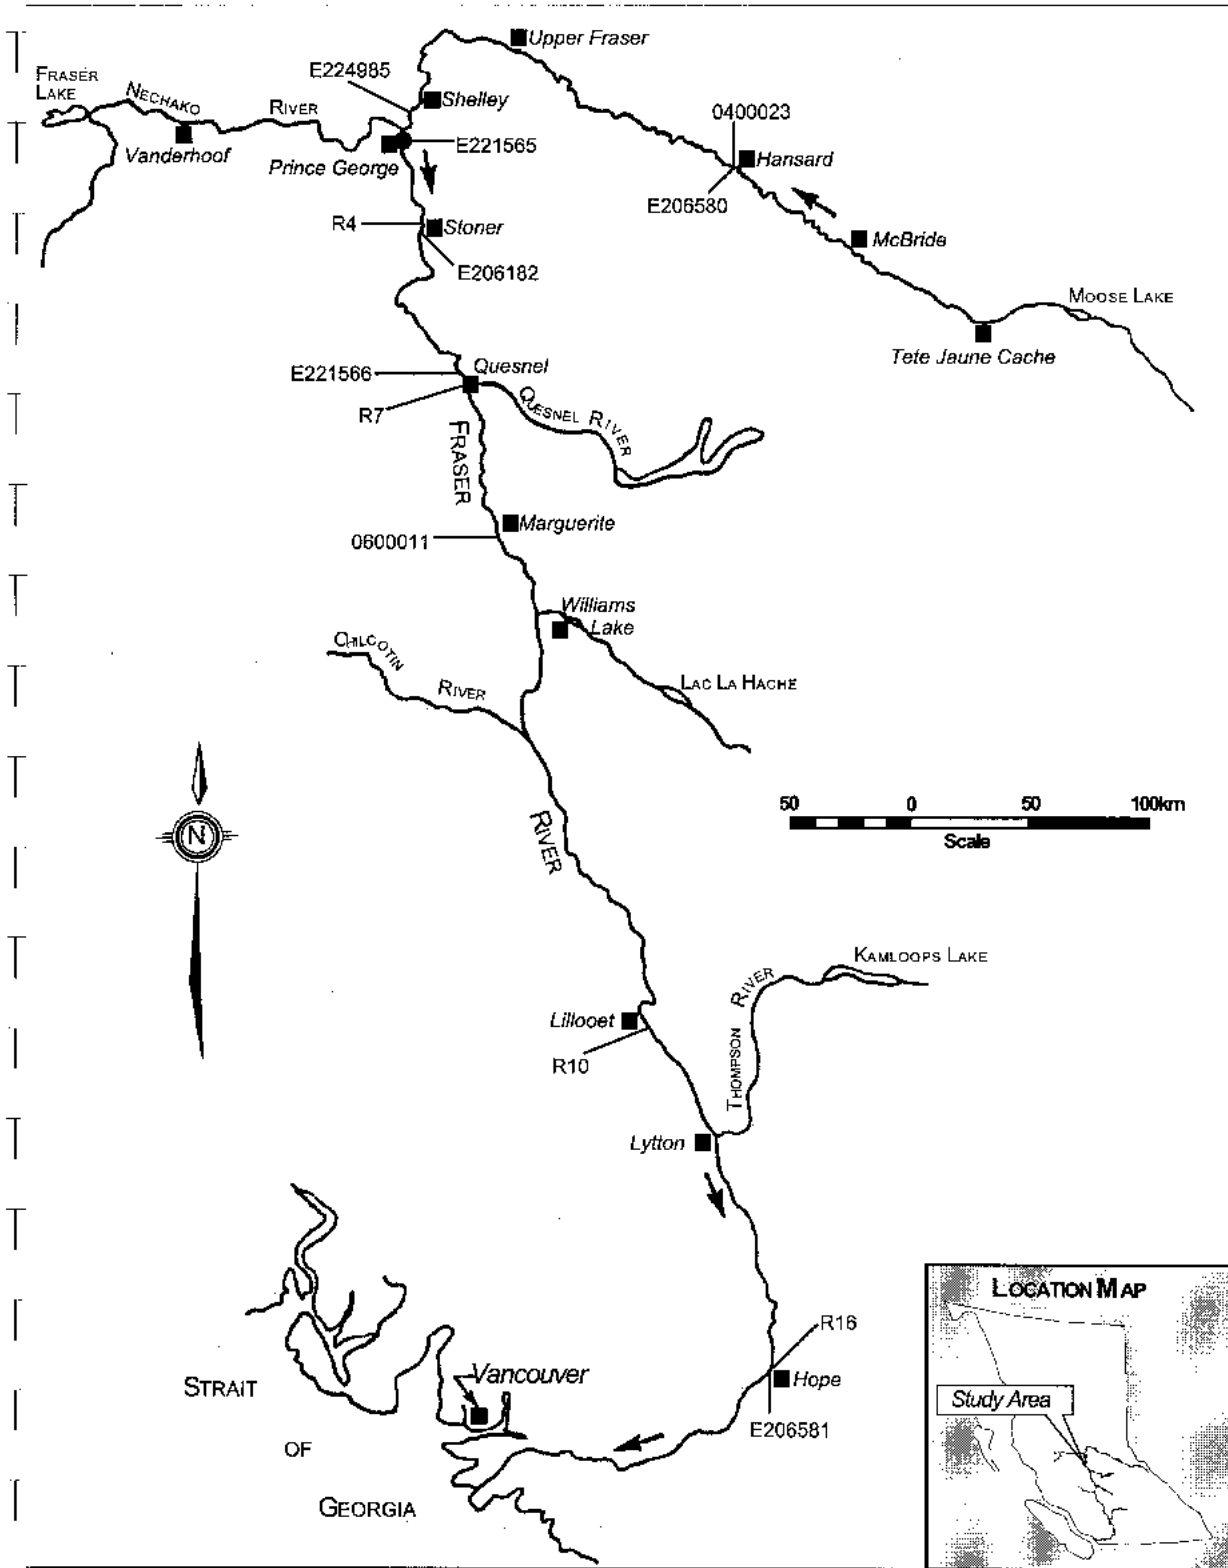 Upper Fraser
E224985
FRASER
LAKE
NECHAKO
RIVER
Shelley
0400023
Vanderhoof
Prince George
E221565
Hansard
E206580
R4
Stoner
McBride
E206182
MOOSE LAKE
Tete Jaune Cache
E221566
Quesnel
R7
QUESNEL RIVER
FRASER
Marguerite
0600011
Williams
Lake
CHILCOTIN
RIVER
LAC LA HACHE
50 0 50 100km
Scale
N
RIVER
KAMLOOPS LAKE
THOMPSON RIVER
Lillooet
R10
Lytton
LOCATION MAP
R16
Vancouver
STRAIT
Hope
Study Area
E206581
OF
GEORGIA